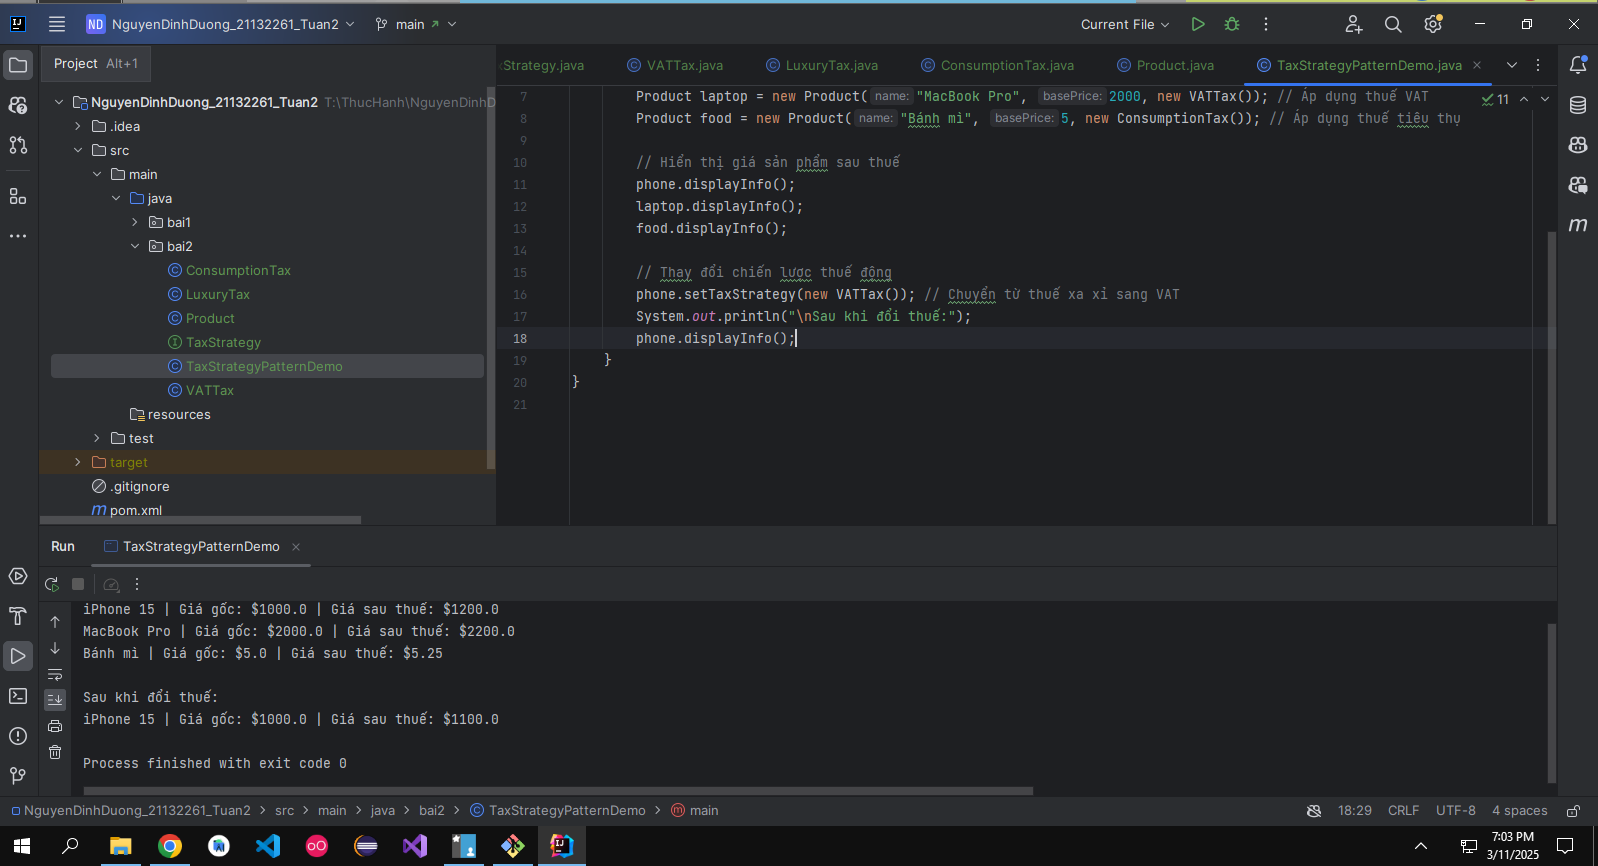 ND NguyenDinhDuong_21132261_Tuan2 main Current File
Project Alt+1
Strategy.java VATTax.java LuxuryTax.java ConsumptionTax.java Product.java TaxStrategyPatternDemo.java
NguyenDinhDuong_21132261_Tuan2 T:\ThucHanh\NguyenDinhD
.idea
src
main
java
bai1
bai2
ConsumptionTax
LuxuryTax
Product
TaxStrategy
TaxStrategyPatternDemo
VATTax
resources
test
target
.gitignore
pom.xml
11
7 Product laptop = new Product( name: "MacBook Pro", basePrice: 2000, new VATTax()); // Áp dụng thuế VAT
8 Product food = new Product( name: "Bánh mì", basePrice: 5, new ConsumptionTax()); // Áp dụng thuế tiêu thụ
9
10 // Hiển thị giá sản phẩm sau thuế
11 phone.displayInfo();
12 laptop.displayInfo();
13 food.displayInfo();
14
15 // Thay đổi chiến lược thuế động
16 phone.setTaxStrategy(new VATTax()); // Chuyển từ thuế xa xỉ sang VAT
17 System.out.println("\nSau khi đổi thuế:");
18 phone.displayInfo();
19 }
20 }
21
Run TaxStrategyPatternDemo
iPhone 15 | Giá gốc: $1000.0 | Giá sau thuế: $1200.0
MacBook Pro | Giá gốc: $2000.0 | Giá sau thuế: $2200.0
Bánh mì | Giá gốc: $5.0 | Giá sau thuế: $5.25
Sau khi đổi thuế:
iPhone 15 | Giá gốc: $1000.0 | Giá sau thuế: $1100.0
Process finished with exit code 0
NguyenDinhDuong_21132261_Tuan2 > src > main > java > bai2 > TaxStrategyPatternDemo > main 18:29 CRLF UTF-8 4 spaces
7:03 PM
3/11/2025